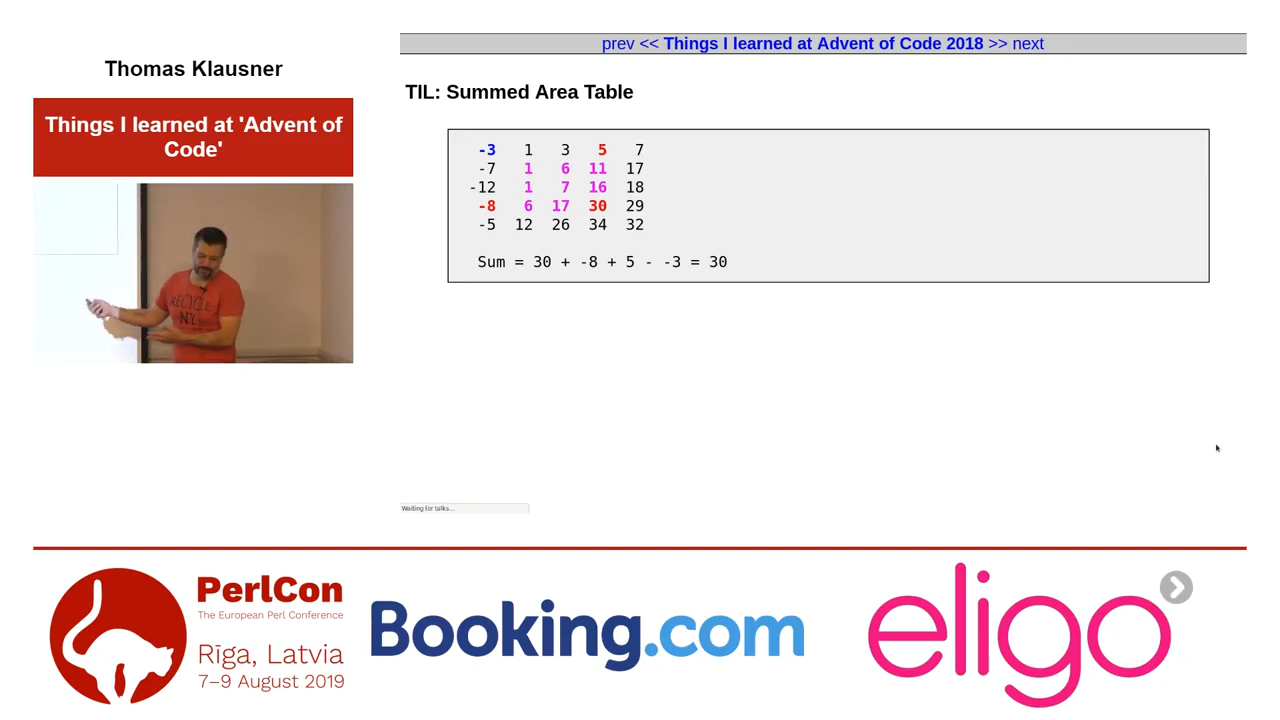 Thomas Klausner
Things I learned at 'Advent of
Code'
RECYCLE
NY
prev << Things I learned at Advent of Code 2018 >> next
TIL: Summed Area Table
-3 1 3 5 7
-7 1 6 11 17
-12 1 7 16 18
-8 6 17 30 29
-5 12 26 34 32
Sum = 30 + -8 + 5 - -3 = 30
Waiting for talks...
PerlCon
The European Perl Conference
Rīga, Latvia
7–9 August 2019
Booking.com
eligo